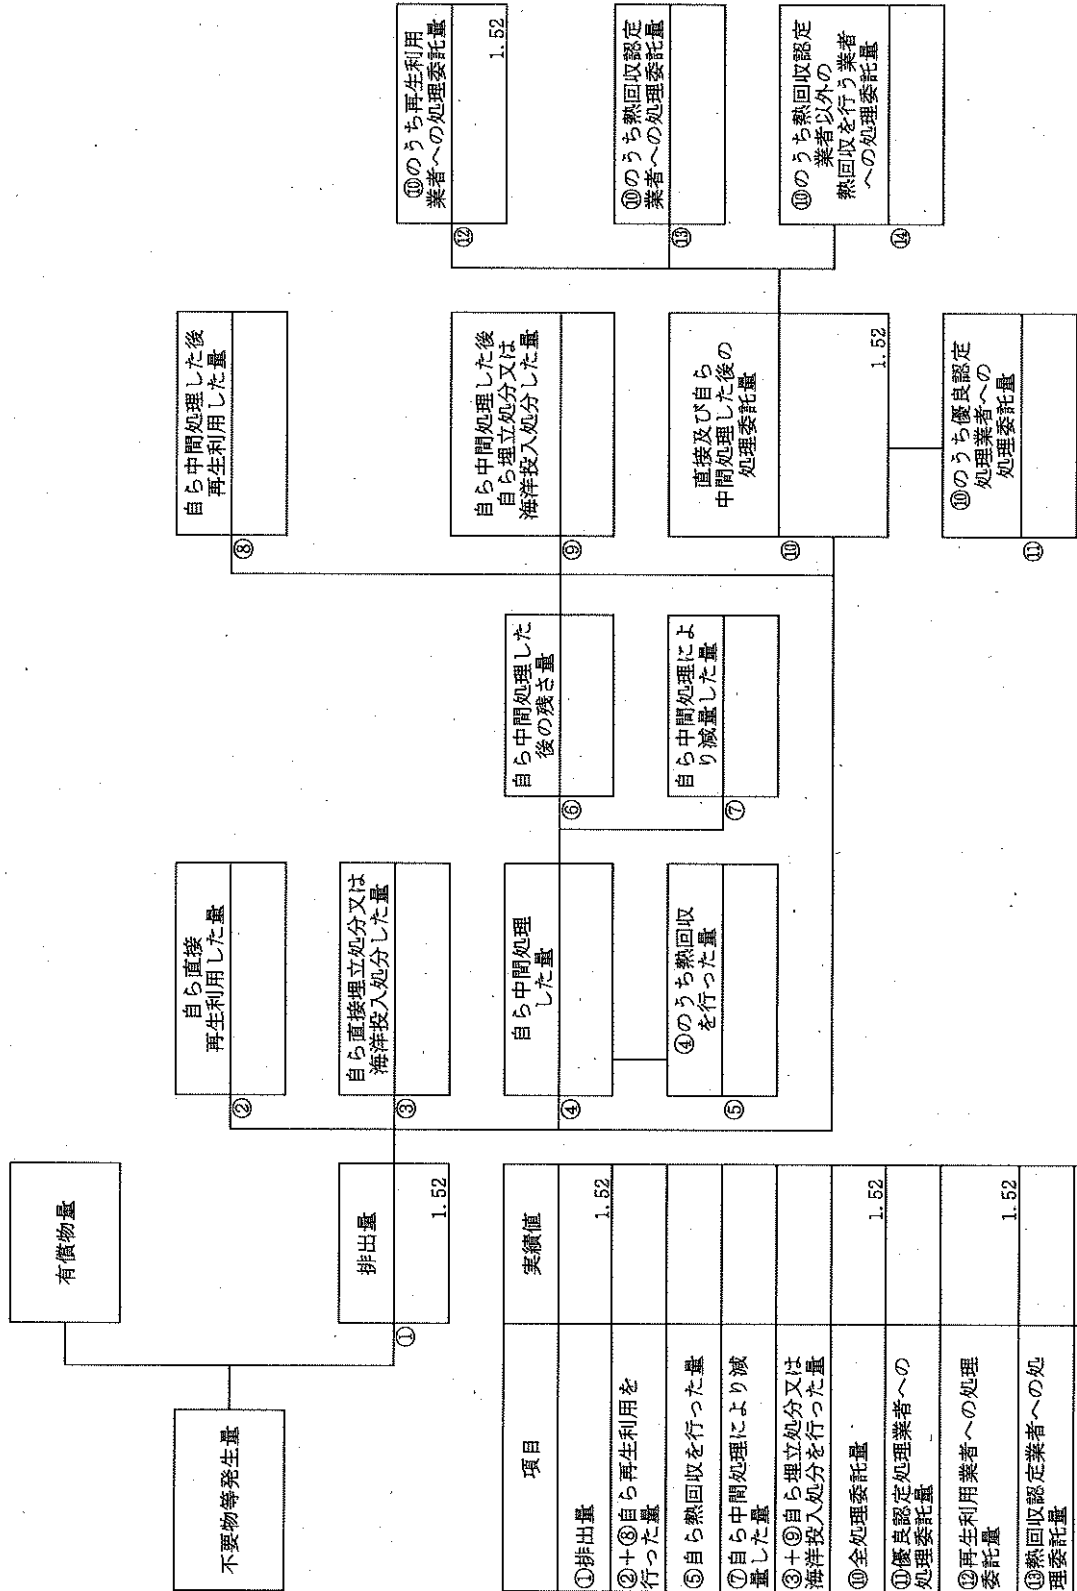 有償物量
不要物等発生量
排出量
①
1.52
自ら直接
再生利用した量
②
自ら直接埋立処分又は
海洋投入処分した量
③
自ら中間処理
した量
④
④のうち熱回収
を行った量
⑤
自ら中間処理した
後の残さ量
⑥
自ら中間処理によ
り減量した量
⑦
自ら中間処理した後
再生利用した量
⑧
自ら中間処理した後
自ら埋立処分又は
海洋投入処分した量
⑨
直接及び自ら
中間処理した後の
処理委託量
⑩
1.52
⑩のうち優良認定
処理業者への
処理委託量
⑪
⑩のうち再生利用
業者への処理委託量
⑫
1.52
⑩のうち熱回収認定
業者への処理委託量
⑬
⑩のうち熱回収認定
業者以外の
熱回収を行う業者
への処理委託量
⑭
項目
実績値
①排出量
1.52
②+⑧自ら再生利用を
行った量
⑤自ら熱回収を行った量
⑦自ら中間処理により減
量した量
③+⑨自ら埋立処分又は
海洋投入処分を行った量
⑩全処理委託量
1.52
⑪優良認定処理業者への
処理委託量
⑫再生利用業者への処理
委託量
1.52
⑬熱回収認定業者への処
理委託量